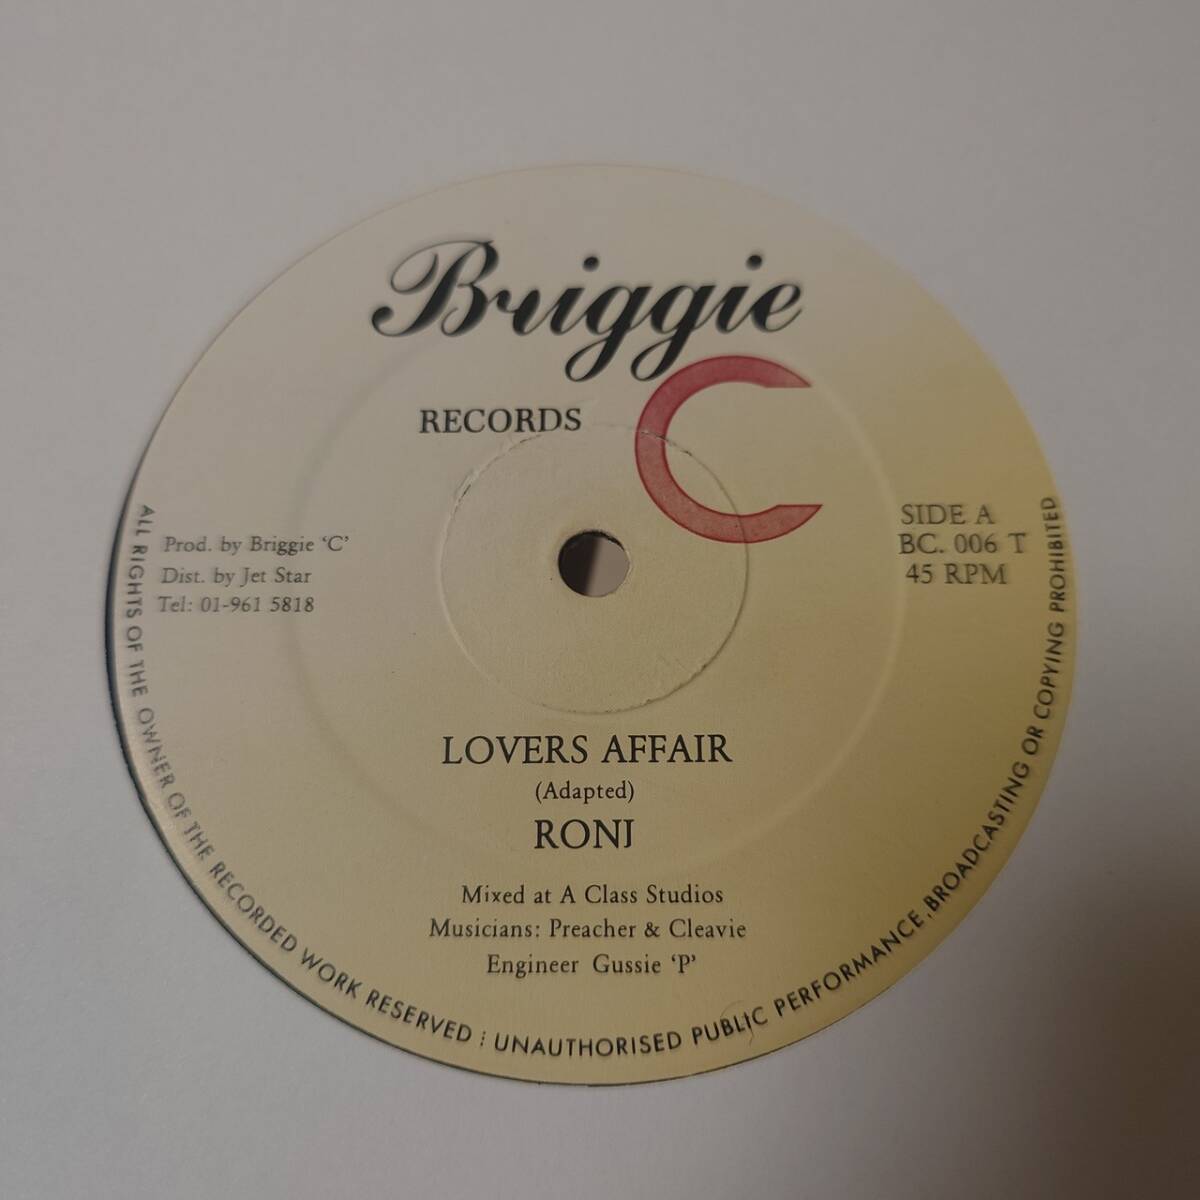 Briggie
C
RECORDS
Prod. by Briggie ‘C’
Dist. by Jet Star
Tel: 01-961 5818
SIDE A
BC. 006 T
45 RPM
LOVERS AFFAIR
(Adapted)
RONJ
Mixed at A Class Studios
Musicians: Preacher & Cleavie
Engineer Gussie ‘P’
ALL RIGHTS OF THE OWNER OF THE RECORDED WORK RESERVED : UNAUTHORISED PUBLIC PERFORMANCE, BROADCASTING OR COPYING PROHIBITED